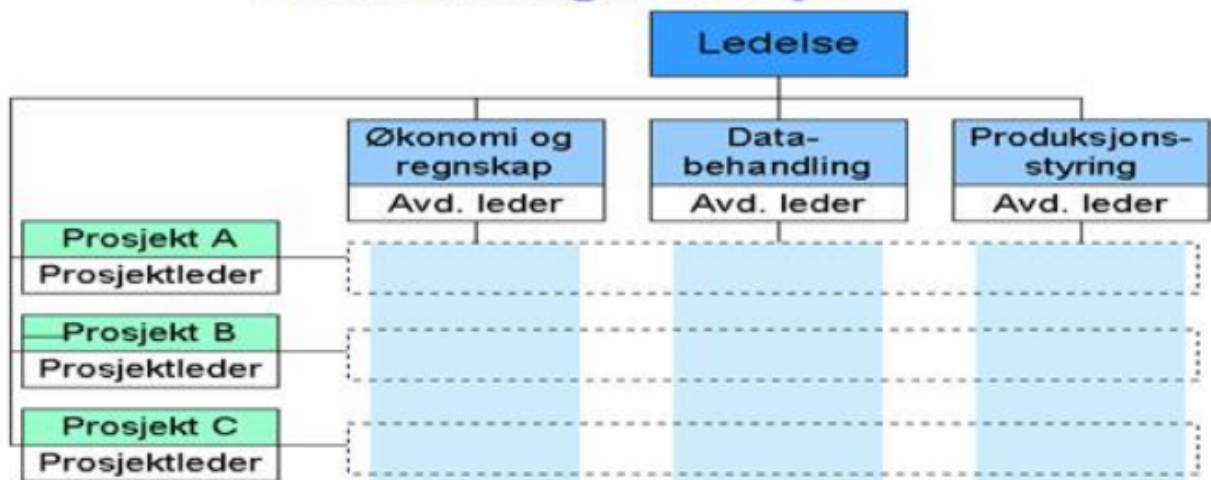 Ledelse
Økonomi og
regnskap
Avd. leder
Data-
behandling
Avd. leder
Produksjons-
styring
Avd. leder
Prosjekt A
Prosjektleder
Prosjekt B
Prosjektleder
Prosjekt C
Prosjektleder